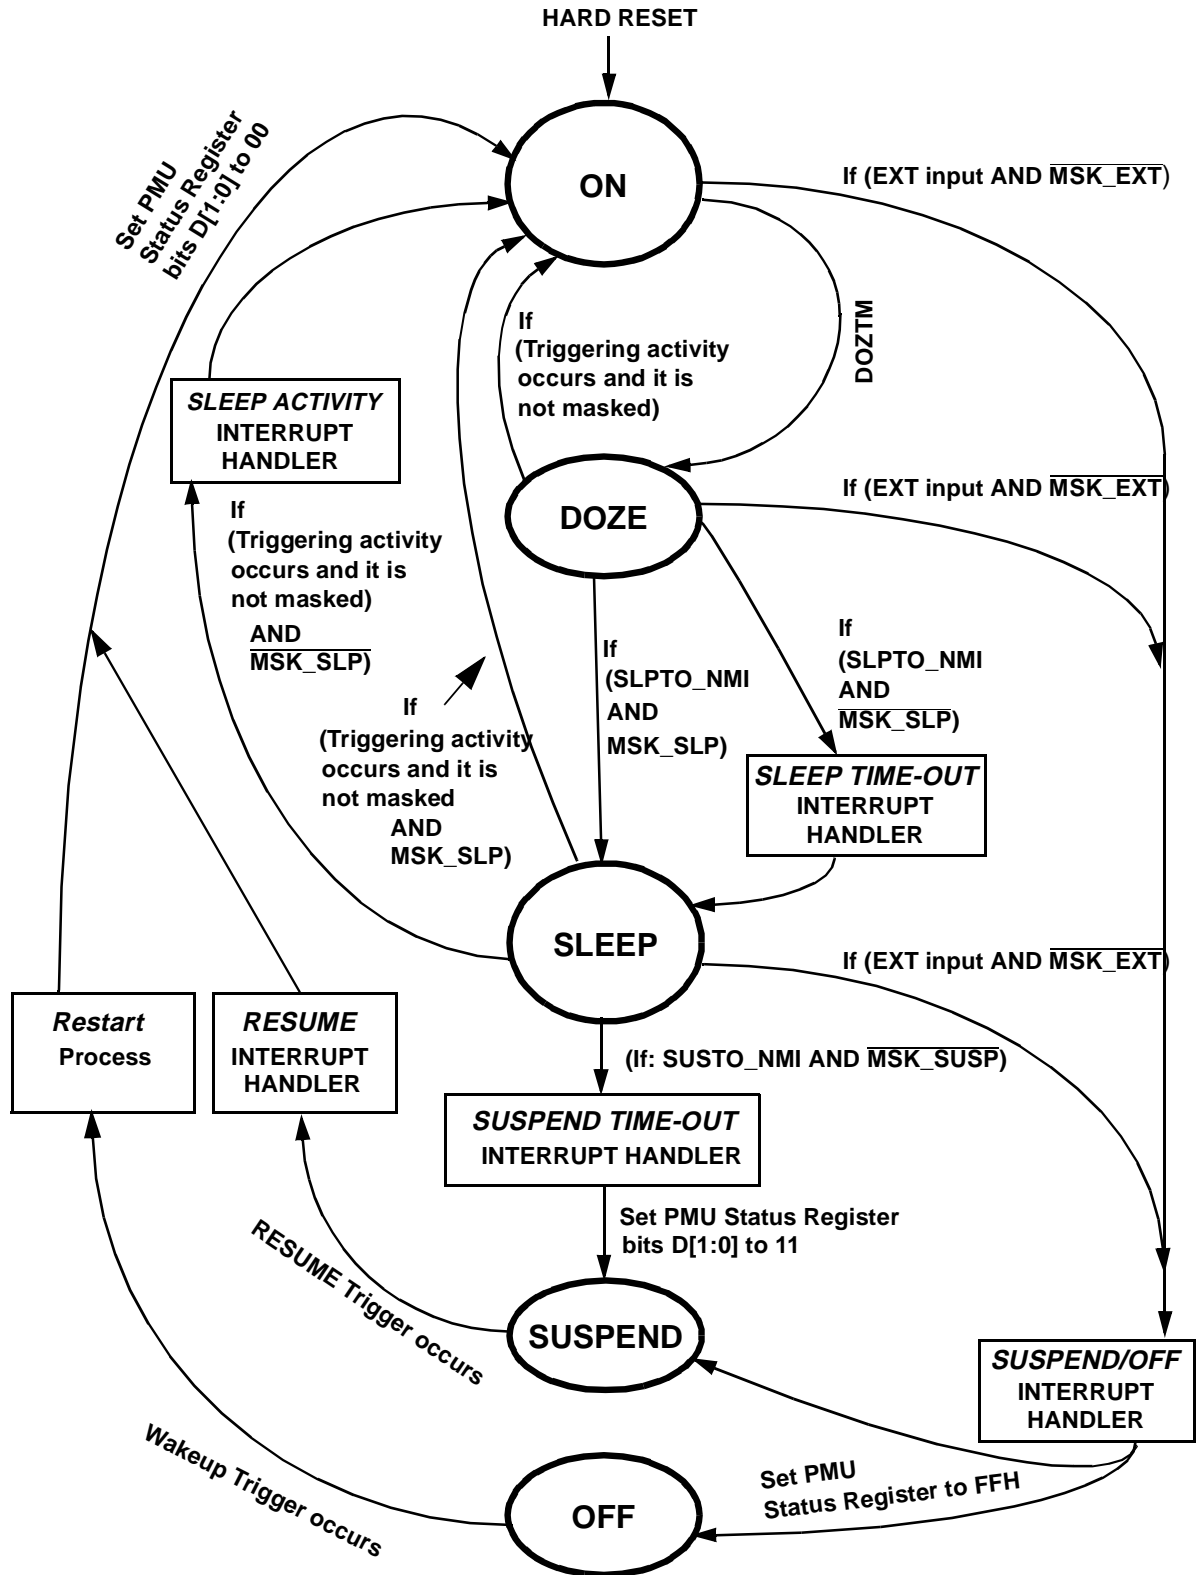 HARD RESET
Set PMU
Status Register
bits D[1:0] to 00
ON
If (EXT input AND MSK_EXT)
If
(Triggering activity
occurs and it is
not masked)
DOZTM
SLEEP ACTIVITY
INTERRUPT
HANDLER
DOZE
If (EXT input AND MSK_EXT)
If
(Triggering activity
occurs and it is
not masked)
AND
MSK_SLP)
If
(SLPTO_NMI
AND
MSK_SLP)
If
(SLPTO_NMI
AND
MSK_SLP)
If
(Triggering activity
occurs and it is
not masked
AND
MSK_SLP)
SLEEP TIME-OUT
INTERRUPT
HANDLER
SLEEP
If (EXT input AND MSK_EXT)
Restart
Process
RESUME
INTERRUPT
HANDLER
(If: SUSTO_NMI AND MSK_SUSP)
SUSPEND TIME-OUT
INTERRUPT HANDLER
Set PMU Status Register
bits D[1:0] to 11
RESUME Trigger occurs
SUSPEND
SUSPEND/OFF
INTERRUPT
HANDLER
Wakeup Trigger occurs
Set PMU
Status Register to FFH
OFF